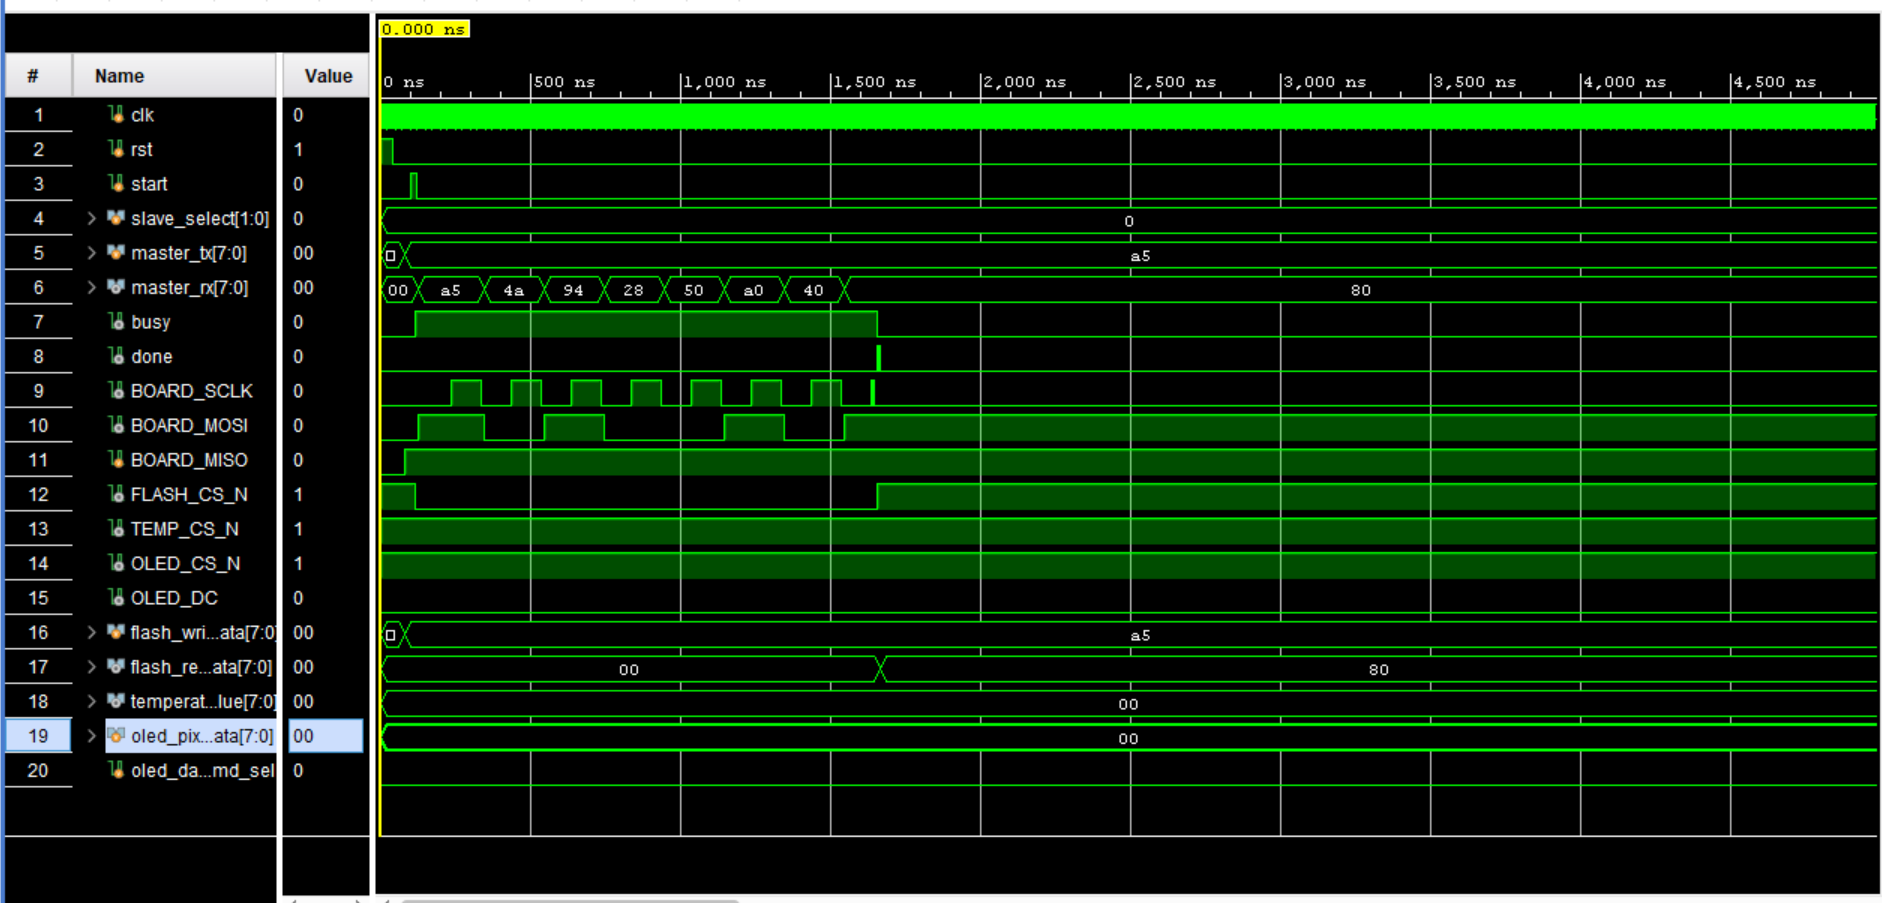 0.000 ns
# Name Value
0 ns 500 ns 1,000 ns 1,500 ns 2,000 ns 2,500 ns 3,000 ns 3,500 ns 4,000 ns 4,500 ns
1 clk 0
2 rst 1
3 start 0
4 slave_select[1:0] 0 0
5 master_tx[7:0] 00 a5
6 master_rx[7:0] 00 00 a5 4a 94 28 50 a0 40 80
7 busy 0
8 done 0
9 BOARD_SCLK 0
10 BOARD_MOSI 0
11 BOARD_MISO 0
12 FLASH_CS_N 1
13 TEMP_CS_N 1
14 OLED_CS_N 1
15 OLED_DC 0
16 flash_wri...ata[7:0] 00 a5
17 flash_re...ata[7:0] 00 00 80
18 temperat...lue[7:0] 00 00
19 oled_pix...ata[7:0] 00 00
20 oled_da...md_sel 0